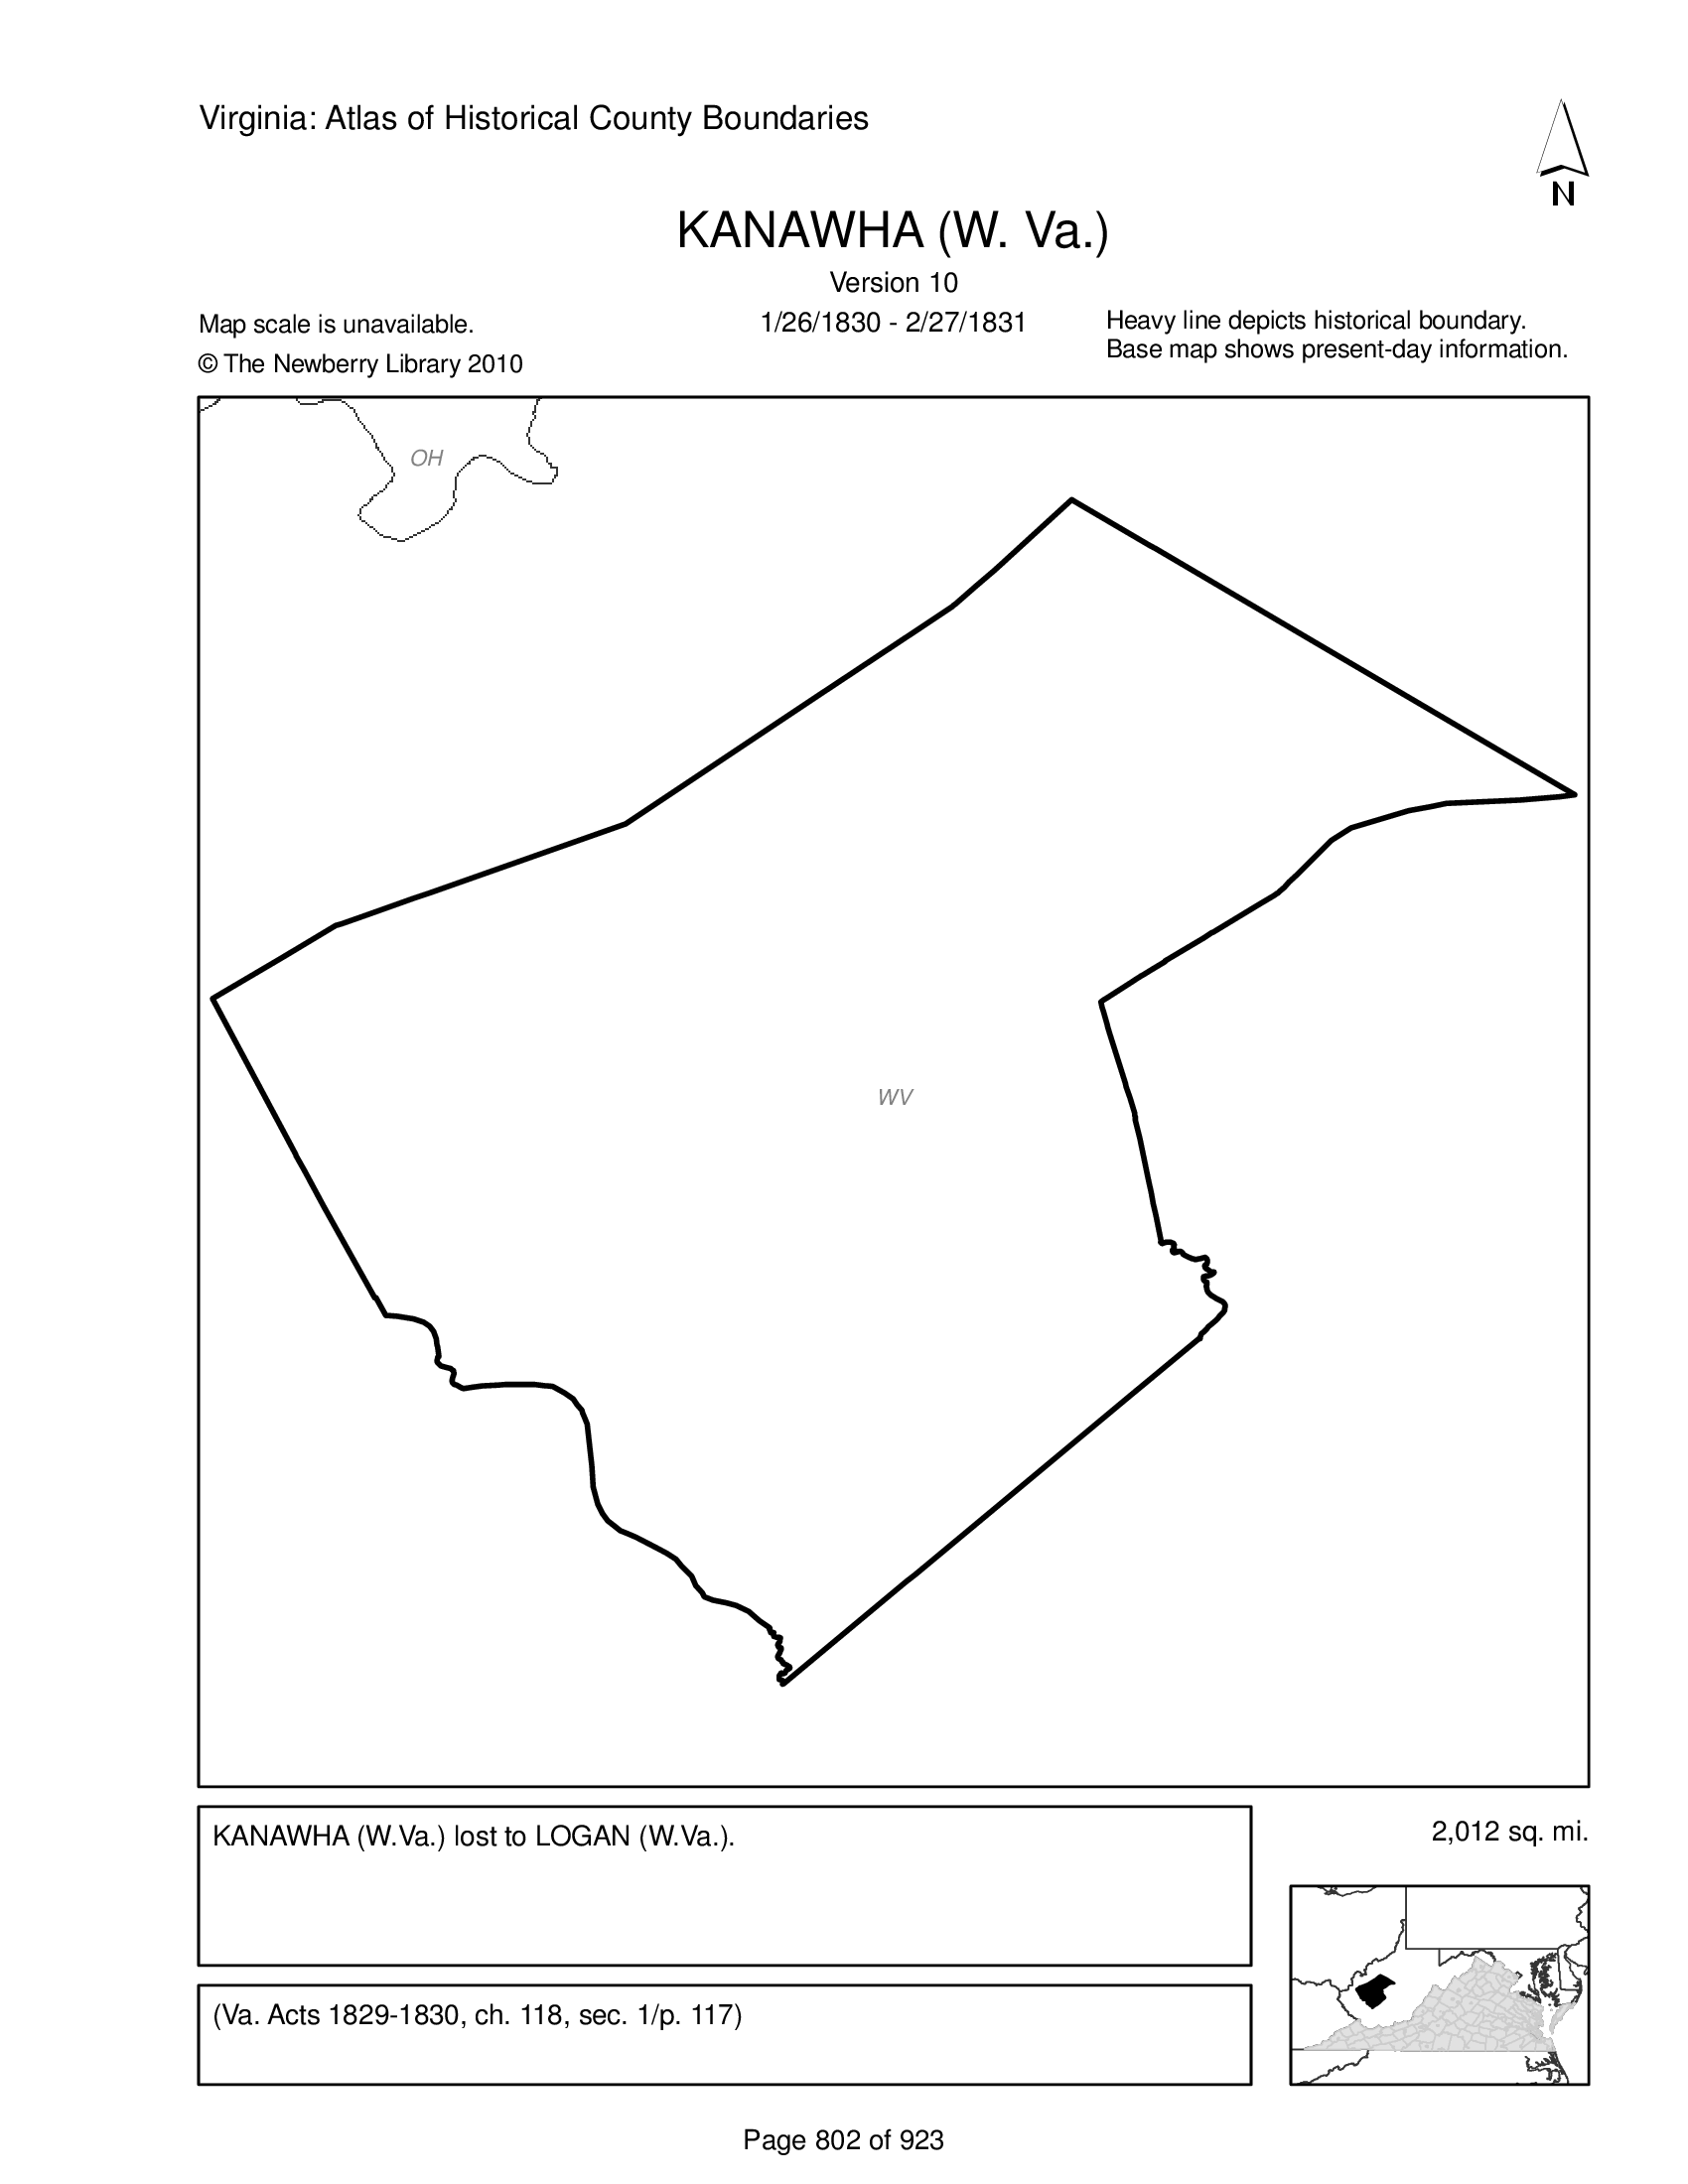 Virginia: Atlas of Historical County Boundaries
N
KANAWHA (W. Va.)
Version 10
1/26/1830 - 2/27/1831
Map scale is unavailable.
© The Newberry Library 2010
Heavy line depicts historical boundary.
Base map shows present-day information.
OH
WV
KANAWHA (W.Va.) lost to LOGAN (W.Va.).
2,012 sq. mi.
(Va. Acts 1829-1830, ch. 118, sec. 1/p. 117)
Page 802 of 923